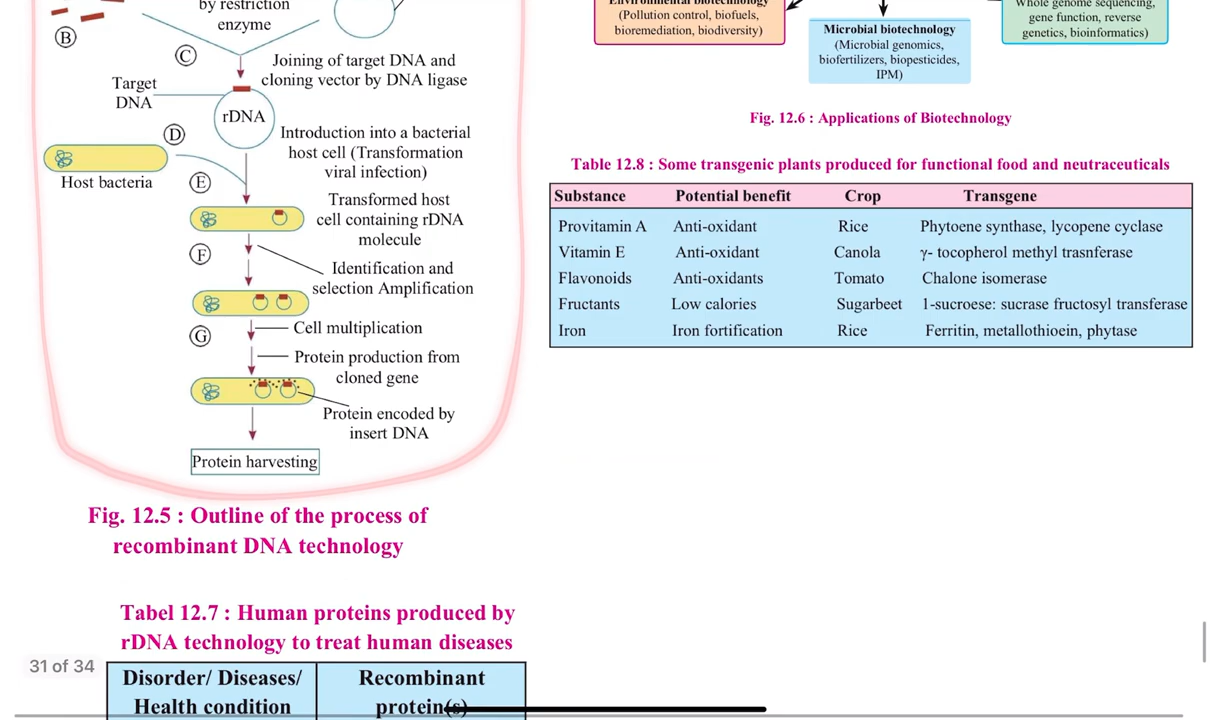 by restriction
enzyme
B
C
Joining of target DNA and
cloning vector by DNA ligase
Target
DNA
rDNA
D
Introduction into a bacterial
host cell (Transformation
viral infection)
Host bacteria
E
Transformed host
cell containing rDNA
molecule
F
Identification and
selection Amplification
G
Cell multiplication
Protein production from
cloned gene
Protein encoded by
insert DNA
Protein harvesting
Fig. 12.5 : Outline of the process of
recombinant DNA technology
Tabel 12.7 : Human proteins produced by
rDNA technology to treat human diseases
31 of 34
Disorder/ Diseases/
Health condition
Recombinant
protein(s)
Environmental biotechnology
(Pollution control, biofuels,
bioremediation, biodiversity)
Microbial biotechnology
(Microbial genomics,
biofertilizers, biopesticides,
IPM)
Whole genome sequencing,
gene function, reverse
genetics, bioinformatics)
Fig. 12.6 : Applications of Biotechnology
Table 12.8 : Some transgenic plants produced for functional food and neutraceuticals
Substance Potential benefit Crop Transgene
Provitamin A Anti-oxidant Rice Phytoene synthase, lycopene cyclase
Vitamin E Anti-oxidant Canola γ- tocopherol methyl trasnferase
Flavonoids Anti-oxidants Tomato Chalone isomerase
Fructants Low calories Sugarbeet 1-sucroese: sucrase fructosyl transferase
Iron Iron fortification Rice Ferritin, metallothioein, phytase